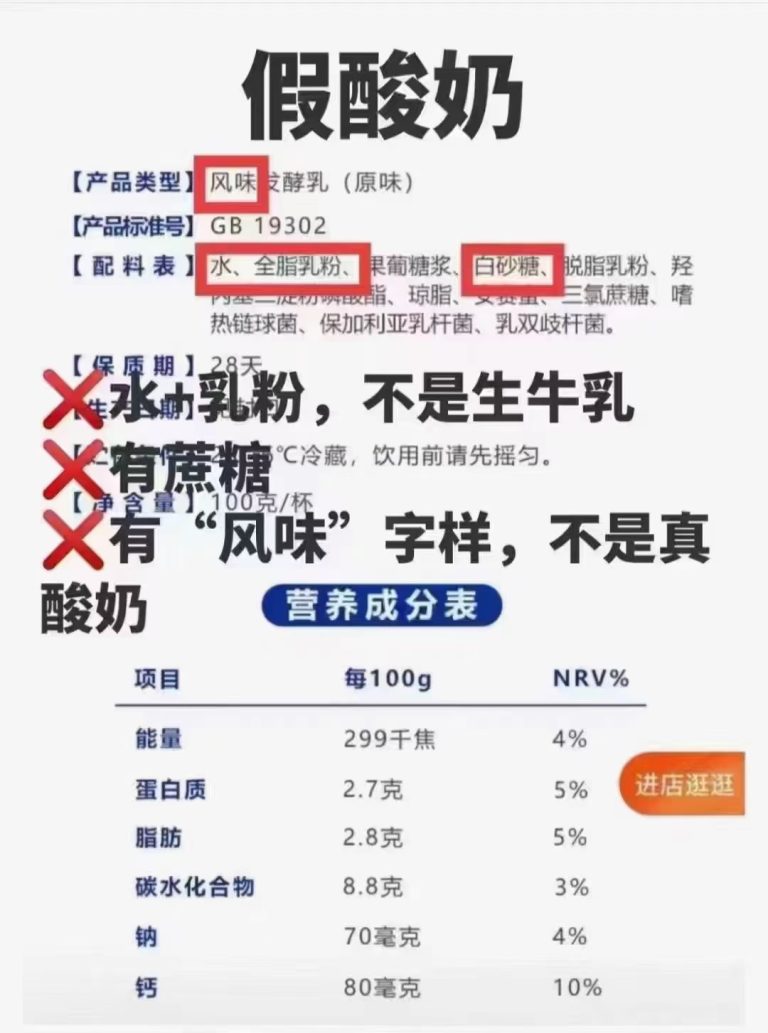 假酸奶
【产品类型】风味发酵乳（原味）
【产品标准号】GB 19302
【配料表】水、全脂乳粉、果葡糖浆、白砂糖、脱脂乳粉、羟
丙基二淀粉磷酸酯、琼脂、安赛蜜、三氯蔗糖、嗜
热链球菌、保加利亚乳杆菌、乳双歧杆菌。
【保质期】28天
❌水+乳粉，不是生牛乳
℃冷藏，饮用前请先摇匀。
❌有蔗糖
【净含量】100克/杯
❌有“风味”字样，不是真
酸奶
营养成分表
项目 每100g NRV%
能量 299千焦 4%
蛋白质 2.7克 5%
进店逛逛
脂肪 2.8克 5%
碳水化合物 8.8克 3%
钠 70毫克 4%
钙 80毫克 10%